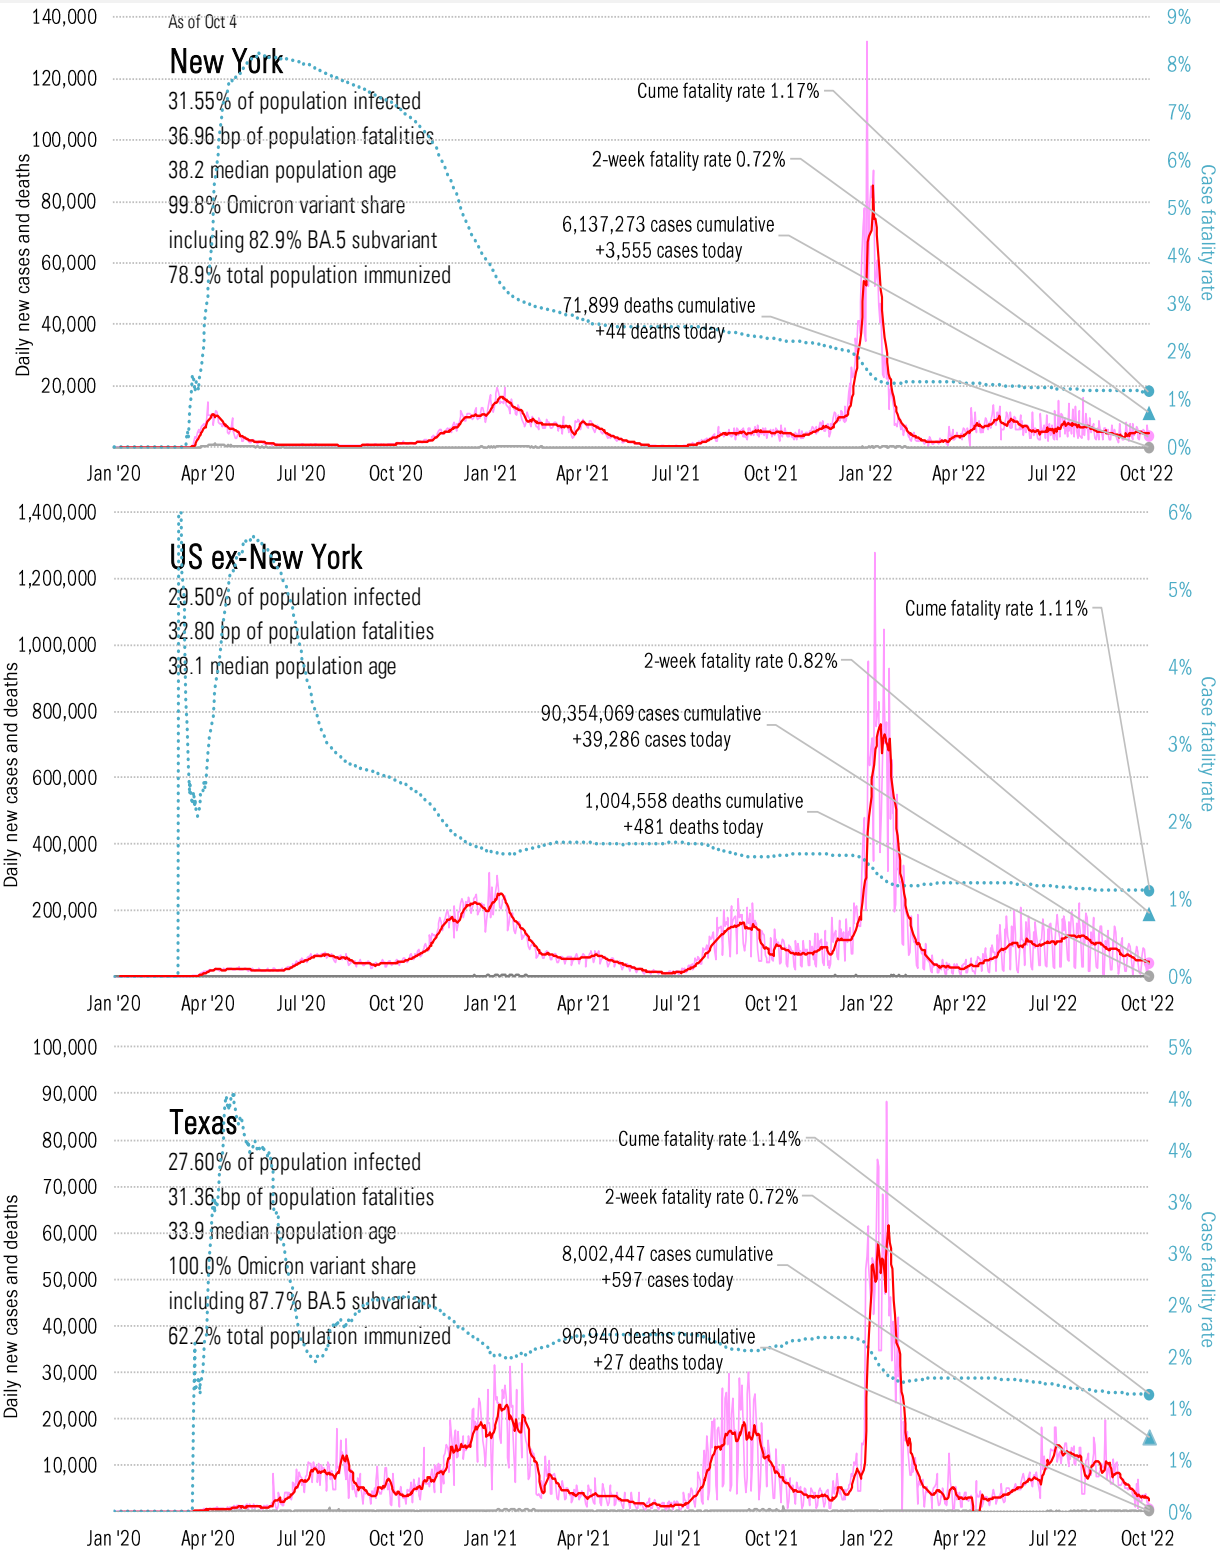 As of Oct 4
New York
31.55% of population infected
36.96 bp of population fatalities
38.2 median population age
99.8% Omicron variant share
including 82.9% BA.5 subvariant
78.9% total population immunized
Cume fatality rate 1.17%
2-week fatality rate 0.72%
6,137,273 cases cumulative
+3,555 cases today
71,899 deaths cumulative
+44 deaths today
Daily new cases and deaths
140,000
120,000
100,000
80,000
60,000
40,000
20,000
Case fatality rate
9%
8%
7%
6%
5%
4%
3%
2%
1%
0%
Jan '20 Apr '20 Jul '20 Oct '20 Jan '21 Apr '21 Jul '21 Oct '21 Jan '22 Apr '22 Jul '22 Oct '22
US ex-New York
29.50% of population infected
32.80 bp of population fatalities
38.1 median population age
Cume fatality rate 1.11%
2-week fatality rate 0.82%
90,354,069 cases cumulative
+39,286 cases today
1,004,558 deaths cumulative
+481 deaths today
Daily new cases and deaths
1,400,000
1,200,000
1,000,000
800,000
600,000
400,000
200,000
Case fatality rate
6%
5%
4%
3%
2%
1%
0%
Jan '20 Apr '20 Jul '20 Oct '20 Jan '21 Apr '21 Jul '21 Oct '21 Jan '22 Apr '22 Jul '22 Oct '22
Texas
27.60% of population infected
31.36 bp of population fatalities
33.9 median population age
100.0% Omicron variant share
including 87.7% BA.5 subvariant
62.2% total population immunized
Cume fatality rate 1.14%
2-week fatality rate 0.72%
8,002,447 cases cumulative
+597 cases today
90,940 deaths cumulative
+27 deaths today
Daily new cases and deaths
100,000
90,000
80,000
70,000
60,000
50,000
40,000
30,000
20,000
10,000
Case fatality rate
5%
4%
4%
3%
3%
2%
2%
1%
1%
0%
Jan '20 Apr '20 Jul '20 Oct '20 Jan '21 Apr '21 Jul '21 Oct '21 Jan '22 Apr '22 Jul '22 Oct '22